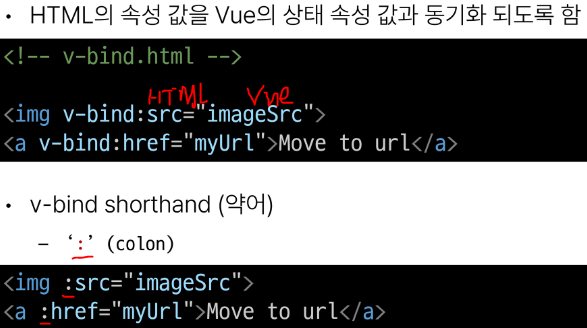 • HTML의 속성 값을 Vue의 상태 속성 값과 동기화 되도록 함
<!-- v-bind.html -->
HTML Vue
<img v-bind:src="imageSrc">
<a v-bind:href="myUrl">Move to url</a>
• v-bind shorthand (약어)
– ‘:’ (colon)
<img :src="imageSrc">
<a :href="myUrl">Move to url</a>